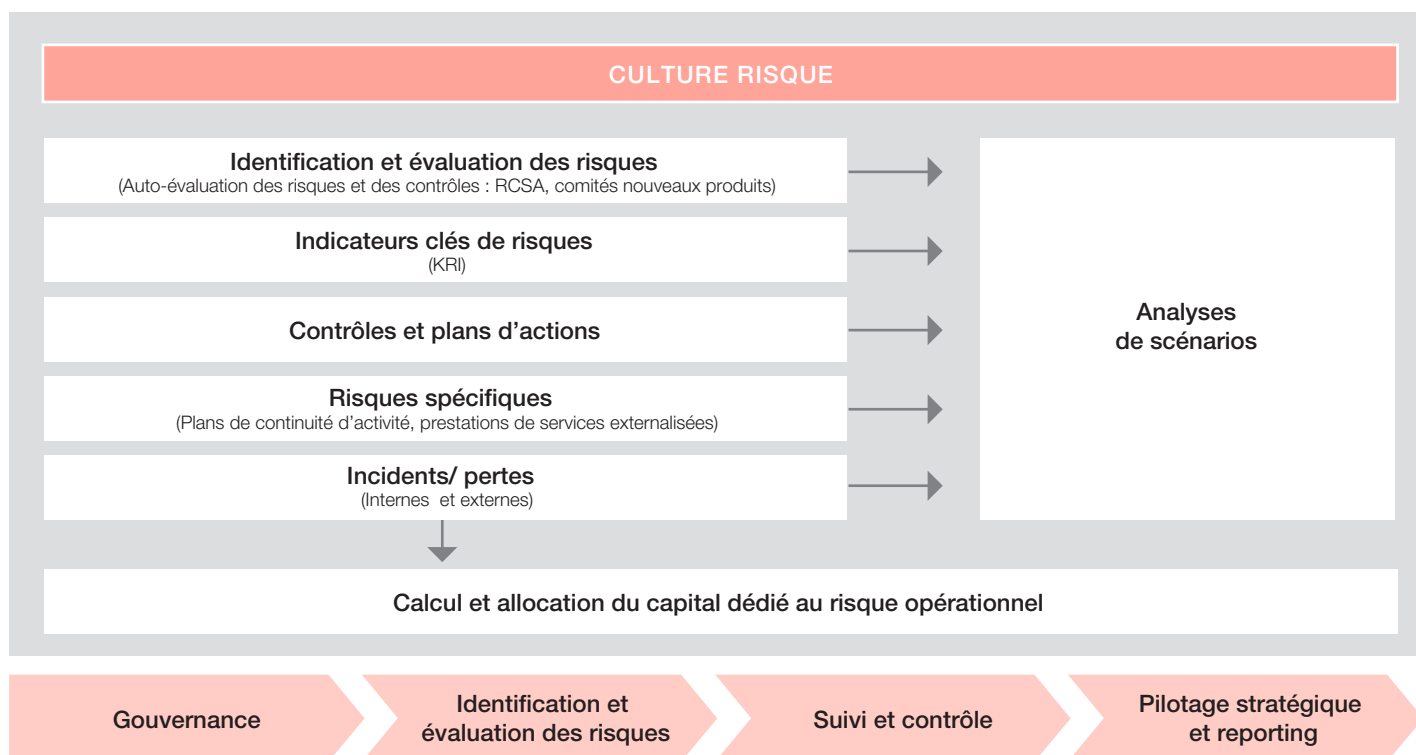 CULTURE RISQUE
Identification et évaluation des risques
(Auto-évaluation des risques et des contrôles : RCSA, comités nouveaux produits)
Indicateurs clés de risques
(KRI)
Contrôles et plans d’actions
Risques spécifiques
(Plans de continuité d’activité, prestations de services externalisées)
Incidents/ pertes
(Internes et externes)
Analyses
de scénarios
Calcul et allocation du capital dédié au risque opérationnel
Gouvernance
Identification et
évaluation des risques
Suivi et contrôle
Pilotage stratégique
et reporting